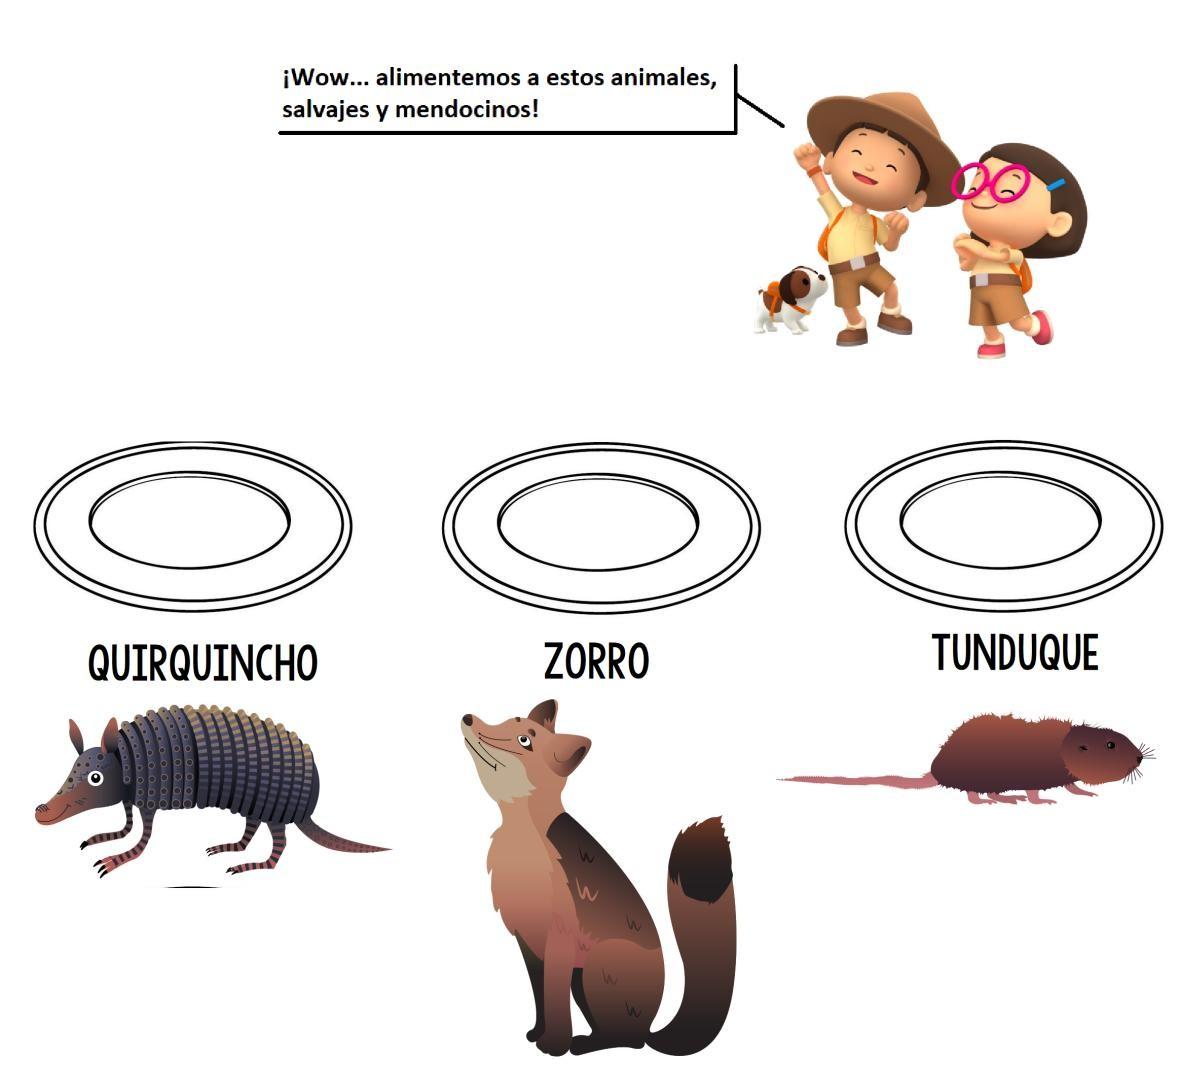 ¡Wow... alimentemos a estos animales,
salvajes y mendocinos!
QUIRQUINCHO
ZORRO
TUNDUQUE